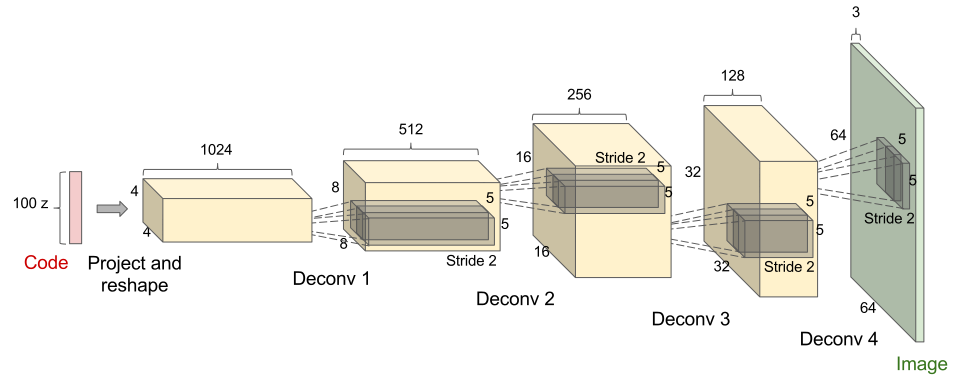 100 z
Code
Project and
reshape
1024
4
4
Deconv 1
512
8
8
5
5
Stride 2
Deconv 2
256
16
16
Stride 2
5
5
Deconv 3
128
32
32
5
5
Stride 2
Deconv 4
3
64
64
5
5
Stride 2
Image